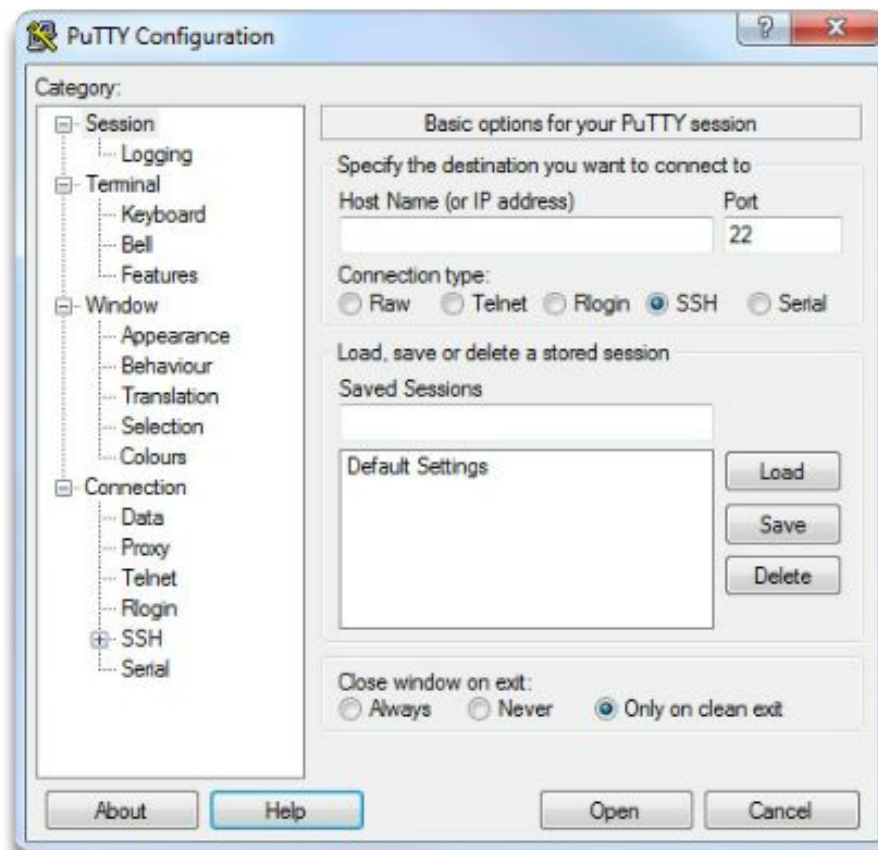 PuTTY Configuration
?
Category:
Session
Logging
Terminal
Keyboard
Bell
Features
Window
Appearance
Behaviour
Translation
Selection
Colours
Connection
Data
Proxy
Telnet
Rlogin
SSH
Serial
Basic options for your PuTTY session
Specify the destination you want to connect to
Host Name (or IP address) Port
22
Connection type:
Raw Telnet Rlogin SSH Serial
Load, save or delete a stored session
Saved Sessions
Default Settings
Load
Save
Delete
Close window on exit:
Always Never Only on clean exit
About Help Open Cancel